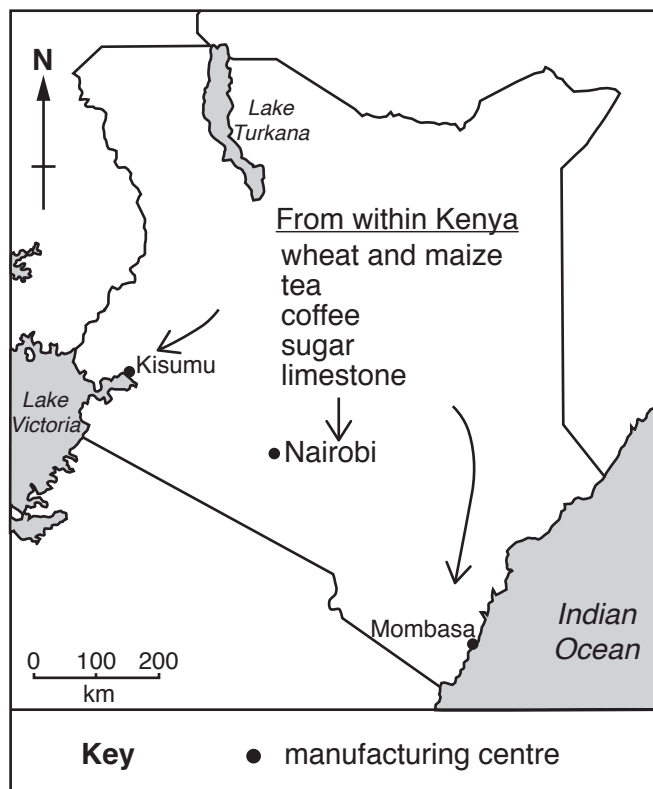 N
Lake
Turkana
From within Kenya
wheat and maize
tea
coffee
sugar
limestone
Kisumu
Lake
Victoria
Nairobi
Mombasa
Indian
Ocean
0 100 200
km
Key
manufacturing centre